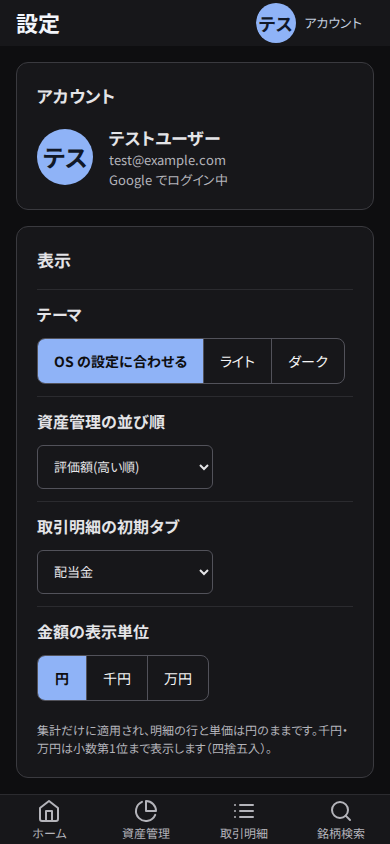 設定
テス
アカウント
アカウント
テス
テストユーザー
test@example.com
Google でログイン中
表示
テーマ
OS の設定に合わせる
ライト
ダーク
資産管理の並び順
評価額(高い順)
取引明細の初期タブ
配当金
金額の表示単位
円
千円
万円
集計だけに適用され、明細の行と単価は円のままです。千円・
万円は小数第1位まで表示します(四捨五入)。
ホーム
資産管理
取引明細
銘柄検索